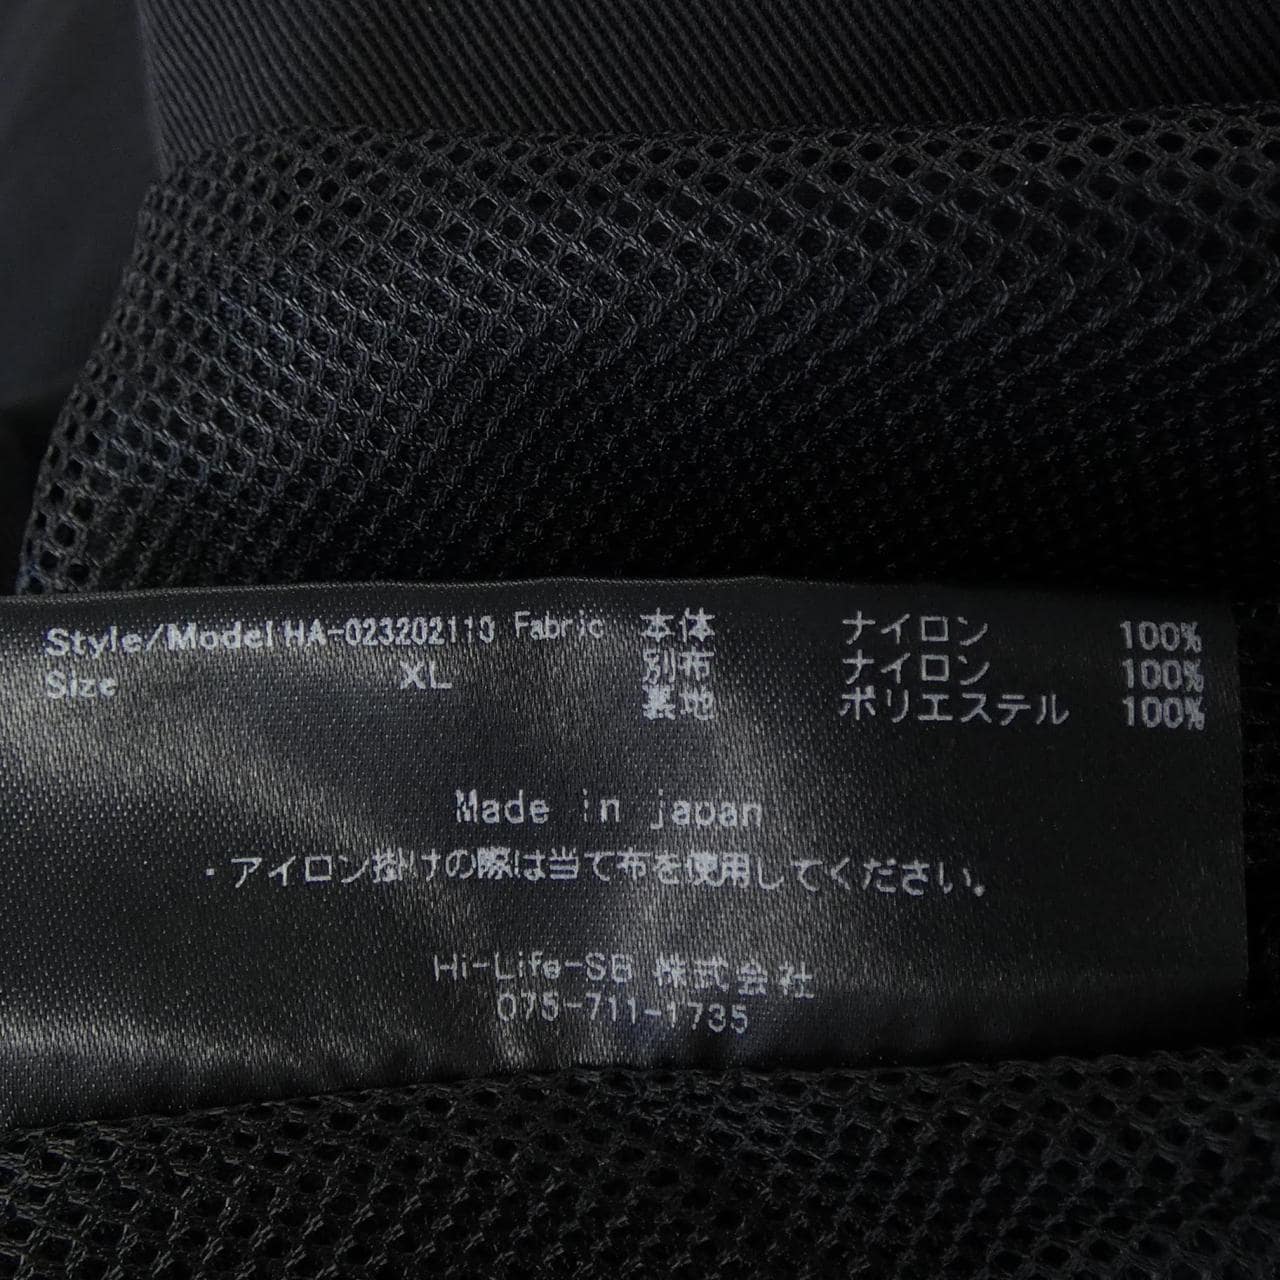 Style/Model HA-023202113 Fabric 本体 ナイロン 100%
Size XL 別布 ナイロン 100%
裏地 ポリエステル 100%
Made in japan
・アイロン掛けの際は当て布を使用してください。
Hi-Life-SB 株式会社
075-711-1735